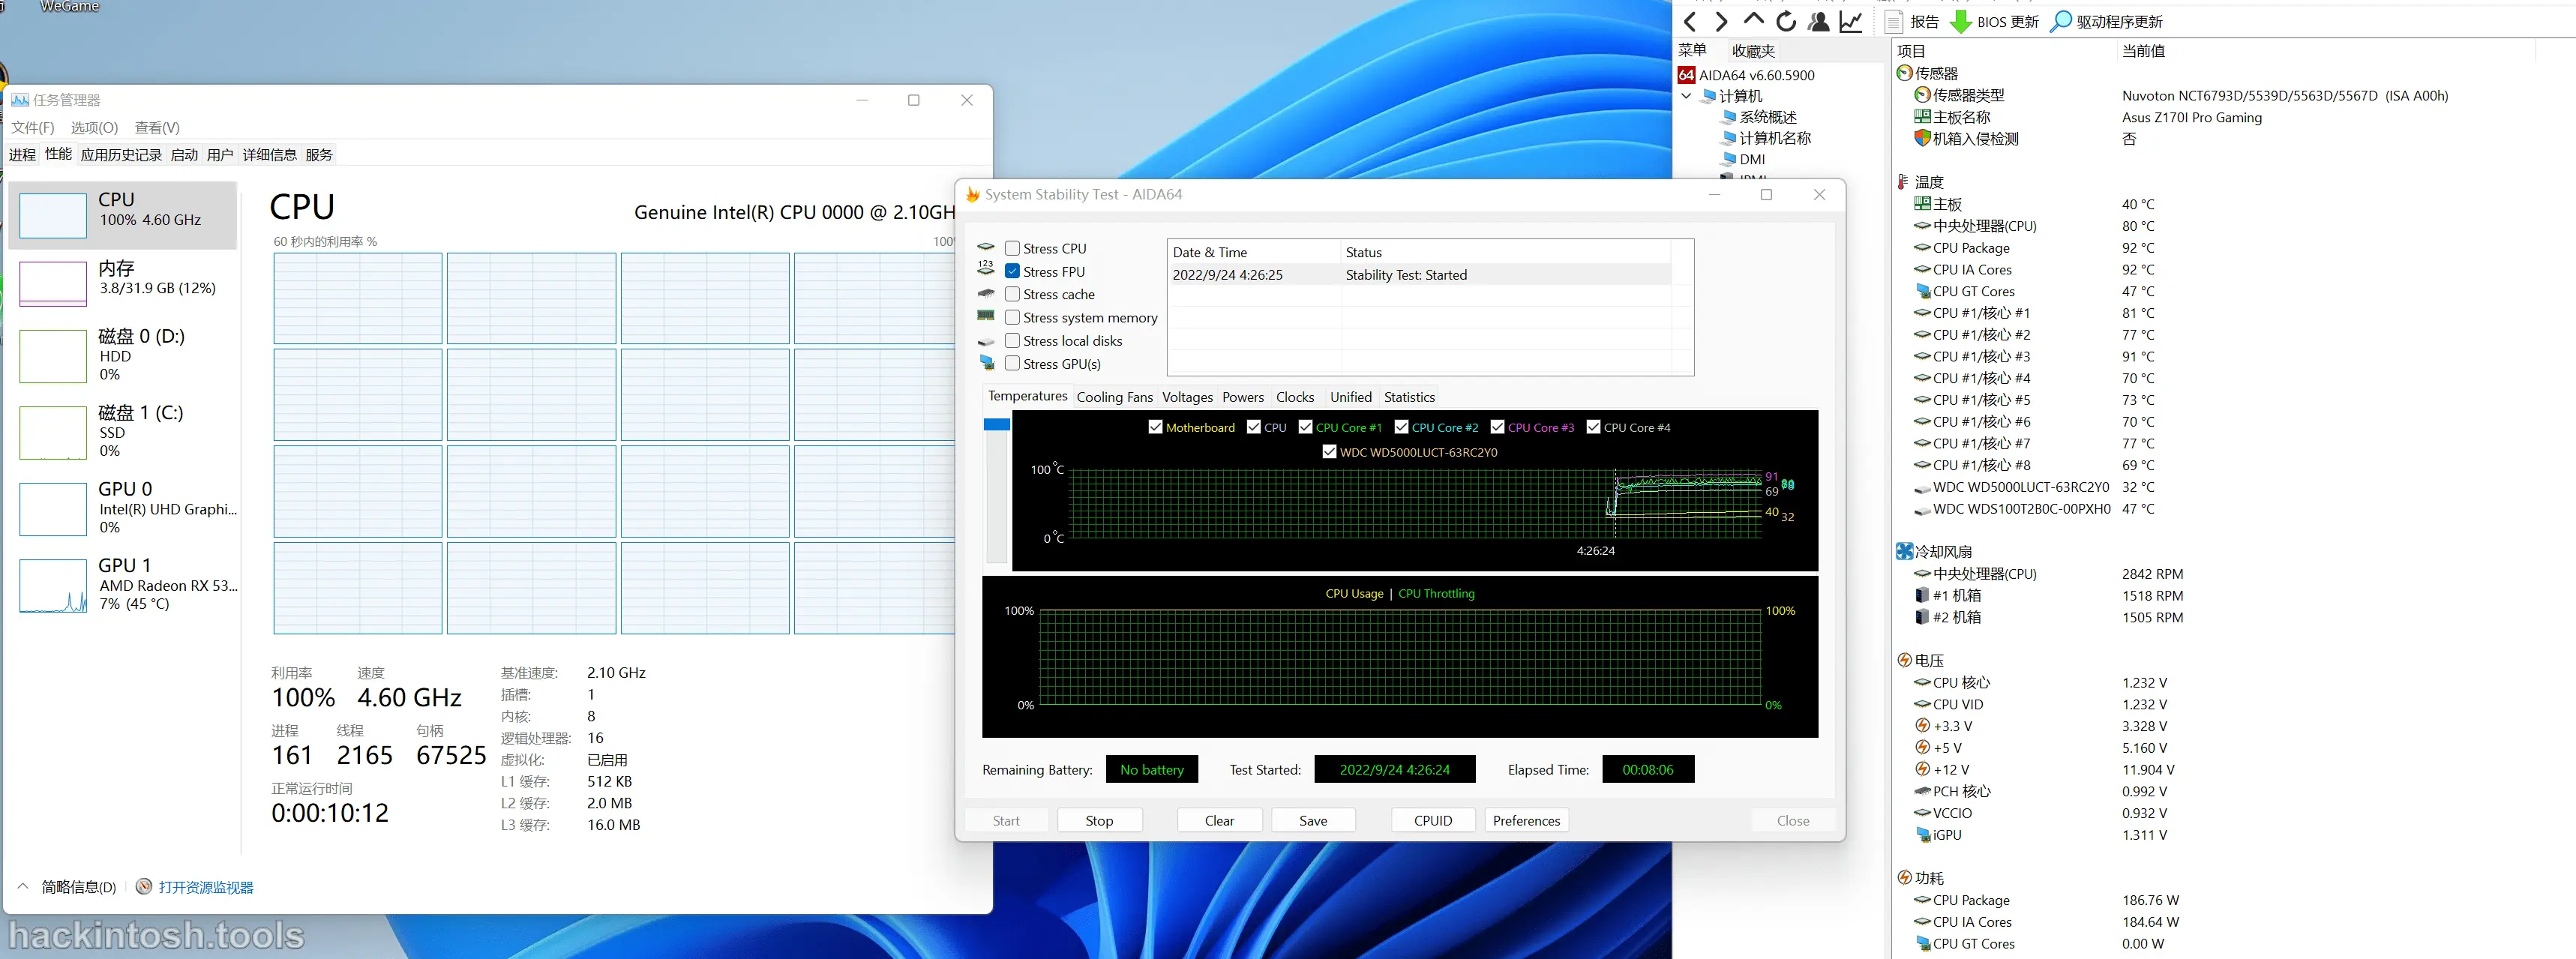 WeGame
任务管理器
文件(F) 选项(O) 查看(V)
进程 性能 应用历史记录 启动 用户 详细信息 服务
CPU
100% 4.60 GHz
内存
3.8/31.9 GB (12%)
磁盘 0 (D:)
HDD
0%
磁盘 1 (C:)
SSD
0%
GPU 0
Intel(R) UHD Graphi...
0%
GPU 1
AMD Radeon RX 53...
7% (45 °C)
CPU
Genuine Intel(R) CPU 0000 @ 2.10GH
60 秒内的利用率 %
100%
利用率 速度
100% 4.60 GHz
进程 线程 句柄
161 2165 67525
正常运行时间
0:00:10:12
基准速度: 2.10 GHz
插槽: 1
内核: 8
逻辑处理器: 16
虚拟化: 已启用
L1 缓存: 512 KB
L2 缓存: 2.0 MB
L3 缓存: 16.0 MB
简略信息(D) 打开资源监视器
hackintosh.tools
System Stability Test - AIDA64
Stress CPU
123
Stress FPU
Stress cache
Stress system memory
Stress local disks
Stress GPU(s)
Date & Time Status
2022/9/24 4:26:25 Stability Test: Started
Temperatures Cooling Fans Voltages Powers Clocks Unified Statistics
Motherboard CPU CPU Core #1 CPU Core #2 CPU Core #3 CPU Core #4
WDC WD5000LUCT-63RC2Y0
100 °C
91
69
40
32
0 °C
4:26:24
CPU Usage | CPU Throttling
100% 100%
0% 0%
Remaining Battery: No battery Test Started: 2022/9/24 4:26:24 Elapsed Time: 00:08:06
Start Stop Clear Save CPUID Preferences Close
报告 BIOS 更新 驱动程序更新
菜单 收藏夹
64 AIDA64 v6.60.5900
计算机
系统概述
计算机名称
DMI
IPMI
项目 当前值
传感器
传感器类型 Nuvoton NCT6793D/5539D/5563D/5567D (ISA A00h)
主板名称 Asus Z170I Pro Gaming
机箱入侵检测 否
温度
主板 40 °C
中央处理器(CPU) 80 °C
CPU Package 92 °C
CPU IA Cores 92 °C
CPU GT Cores 47 °C
CPU #1/核心 #1 81 °C
CPU #1/核心 #2 77 °C
CPU #1/核心 #3 91 °C
CPU #1/核心 #4 70 °C
CPU #1/核心 #5 73 °C
CPU #1/核心 #6 70 °C
CPU #1/核心 #7 77 °C
CPU #1/核心 #8 69 °C
WDC WD5000LUCT-63RC2Y0 32 °C
WDC WDS100T2B0C-00PXH0 47 °C
冷却风扇
中央处理器(CPU) 2842 RPM
#1 机箱 1518 RPM
#2 机箱 1505 RPM
电压
CPU 核心 1.232 V
CPU VID 1.232 V
+3.3 V 3.328 V
+5 V 5.160 V
+12 V 11.904 V
PCH 核心 0.992 V
VCCIO 0.932 V
iGPU 1.311 V
功耗
CPU Package 186.76 W
CPU IA Cores 184.64 W
CPU GT Cores 0.00 W